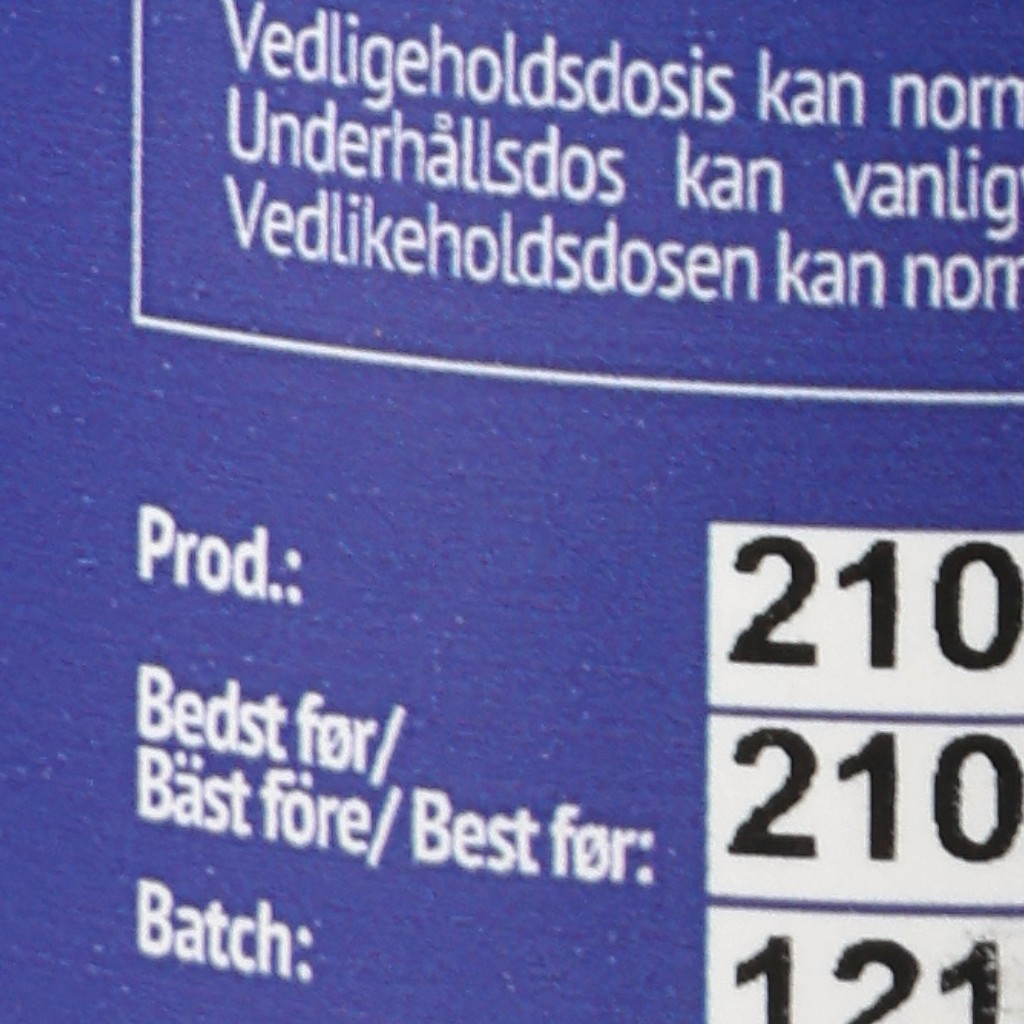 Vedligeholdsdosis kan norm
Underhållsdos kan vanligv
Vedlikeholdsdosen kan norm
Prod.: 210
Bedst før/
Bäst före/ Best før: 210
Batch: 121